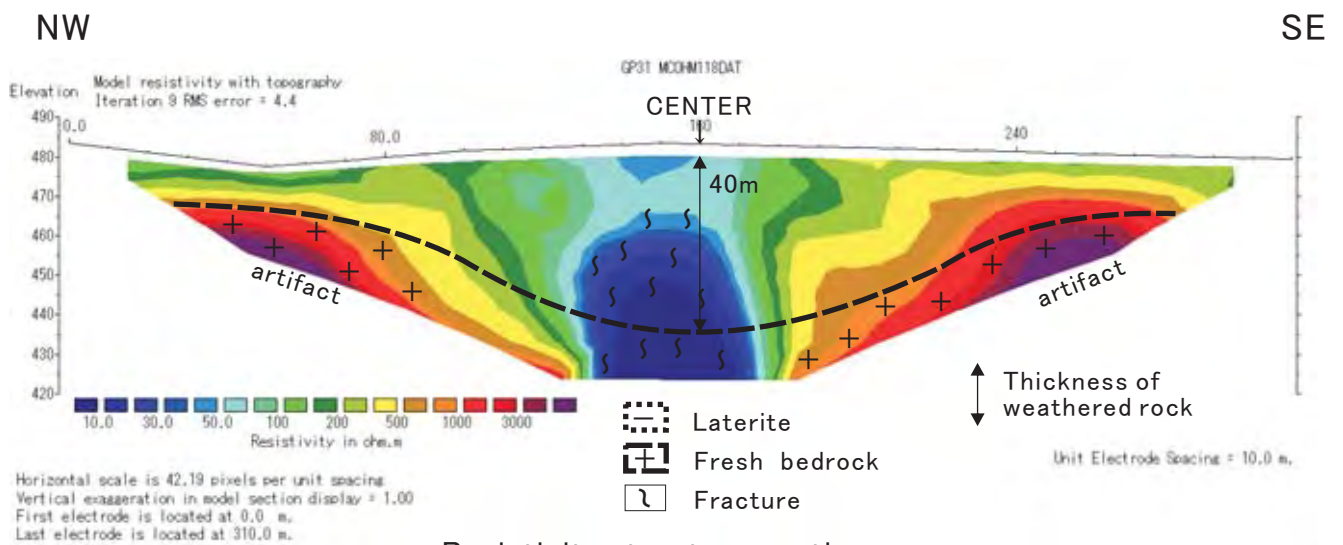 NW
SE
GP31 MCOHM118DAT
Model resistivity with topography
Elevation
Iteration 9 RMS error = 4.4
CENTER
490
0.0
80.0
160
240
480
470
460
450
440
430
420
40m
artifact
artifact
10.0 30.0 50.0 100 200 500 1000 3000
Resistivity in ohm.m
Thickness of
weathered rock
Laterite
Fresh bedrock
Fracture
Unit Electrode Spacing = 10.0 m.
Horizontal scale is 42.19 pixels per unit spacing
Vertical exaggeration in model section display = 1.00
First electrode is located at 0.0 m.
Last electrode is located at 310.0 m.